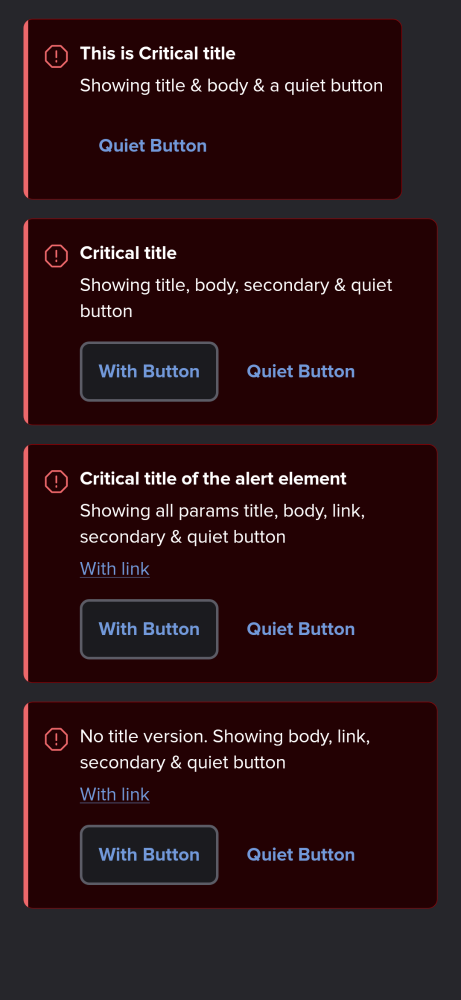 This is Critical title
Showing title & body & a quiet button
Quiet Button
Critical title
Showing title, body, secondary & quiet
button
With Button
Quiet Button
Critical title of the alert element
Showing all params title, body, link,
secondary & quiet button
With link
With Button
Quiet Button
No title version. Showing body, link,
secondary & quiet button
With link
With Button
Quiet Button